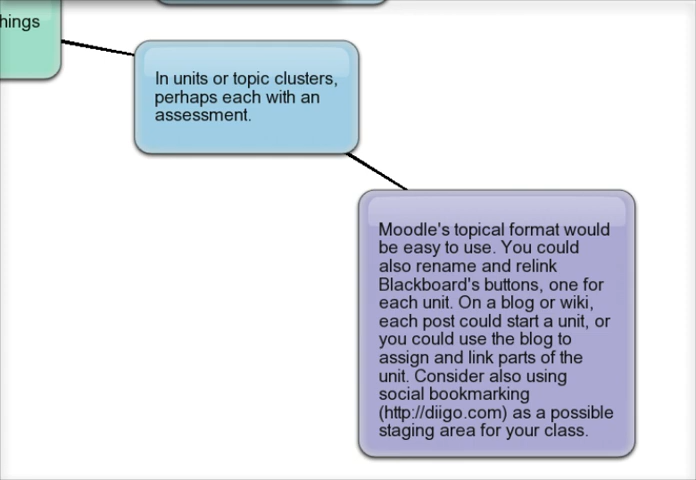 hings
In units or topic clusters,
perhaps each with an
assessment.
Moodle's topical format would
be easy to use. You could
also rename and relink
Blackboard's buttons, one for
each unit. On a blog or wiki,
each post could start a unit, or
you could use the blog to
assign and link parts of the
unit. Consider also using
social bookmarking
(http://diigo.com) as a possible
staging area for your class.